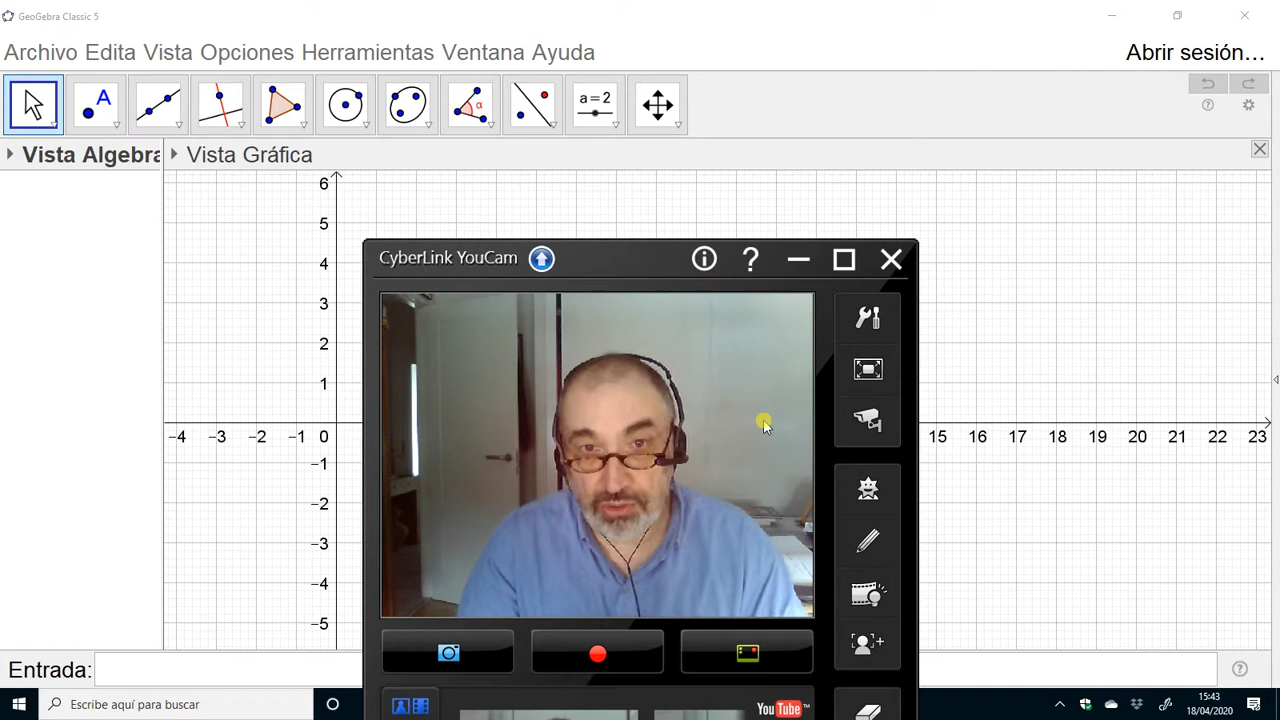 GeoGebra Classic 5
Archivo Edita Vista Opciones Herramientas Ventana Ayuda
Abrir sesión...
A
α
a=2
Vista Algebra
Vista Gráfica
6
5
4
3
2
1
0
−1
−2
−3
−4
−5
−4 −3 −2 −1 0 15 16 17 18 19 20 21 22 23
CyberLink YouCam
YouTube
Entrada:
Escribe aquí para buscar
15:43
18/04/2020